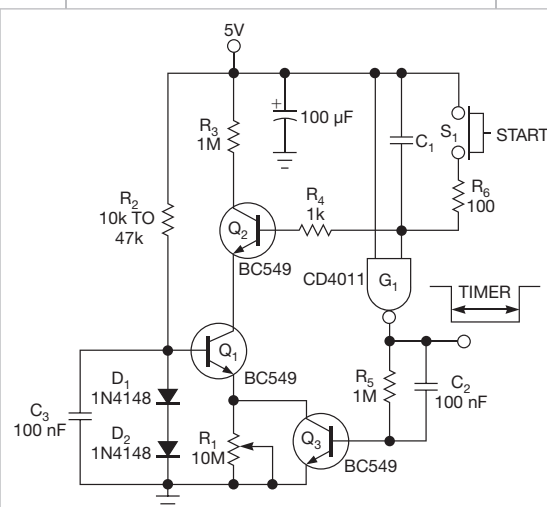 5V
100 µF
+
R3
1M
C1
S1
START
R2
10k TO
47k
R4
1k
R6
100
Q2
BC549
CD4011
G1
TIMER
Q1
BC549
D1
1N4148
R5
1M
C2
100 nF
C3
100 nF
D2
1N4148
R1
10M
Q3
BC549